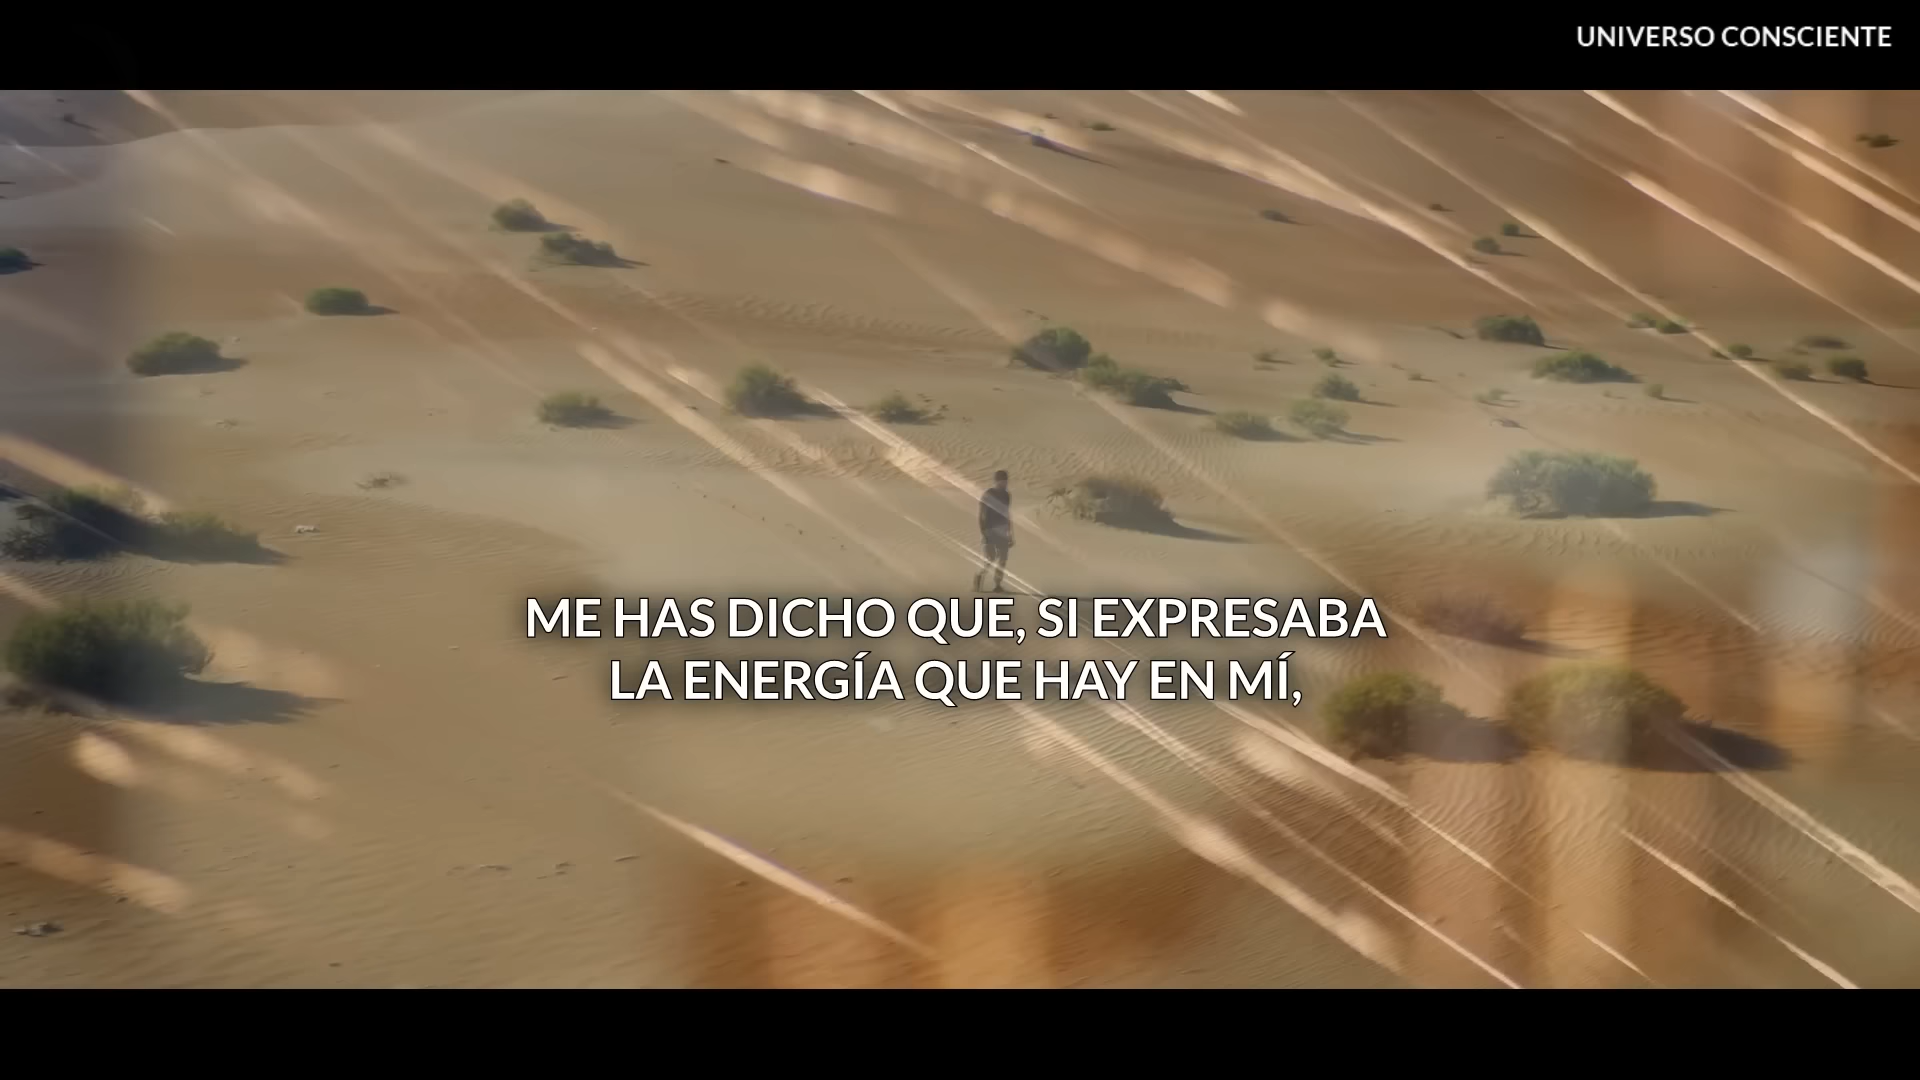 UNIVERSO CONSCIENTE
ME HAS DICHO QUE, SI EXPRESABA
LA ENERGÍA QUE HAY EN MÍ,